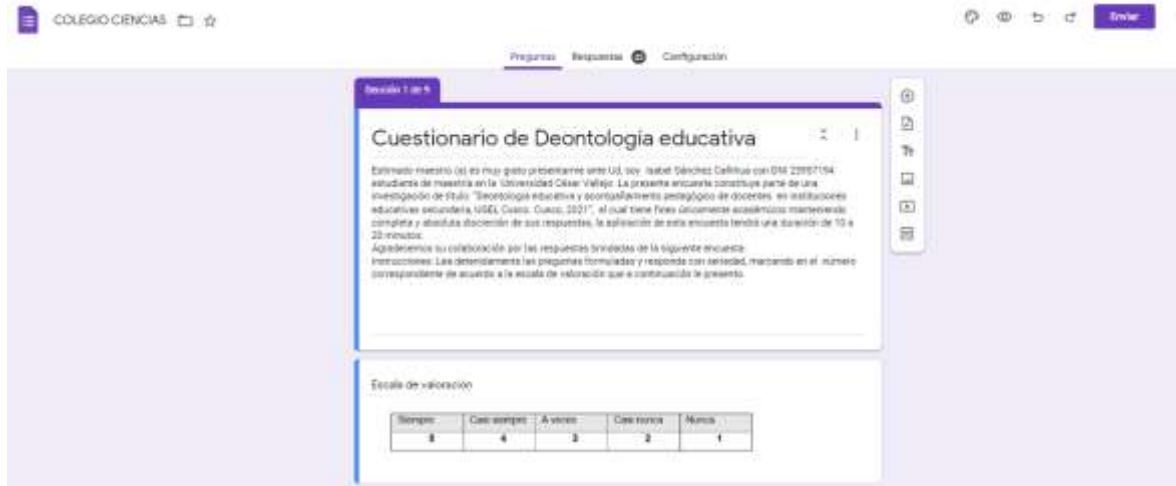 COLEGIO CIENCIAS
Enviar
Preguntas Respuestas Configuración
Sección 1 de 9
Cuestionario de Deontología educativa
Estimado maestro (a) es muy grato presentarme ante Ud, soy Isabel Sánchez Callihua con DNI 23987194
estudiante de maestría en la Universidad César Vallejo. La presente encuesta constituye parte de una
investigación de título: "Deontología educativa y acompañamiento pedagógico de docentes en instituciones
educativas secundaria, UGEL Cusco. Cusco, 2021", el cual tiene fines únicamente académicos manteniendo
completa y absoluta discreción de sus respuestas, la aplicación de esta encuesta tendrá una duración de 10 a
20 minutos.
Agradecemos su colaboración por las respuestas brindadas de la siguiente encuesta
Instrucciones: Lea detenidamente las preguntas formuladas y responda con seriedad, marcando en el número
correspondiente de acuerdo a la escala de valoración que a continuación le presento.
Tт
Escala de valoración
Siempre Casi siempre A veces Casi nunca Nunca
5 4 3 2 1